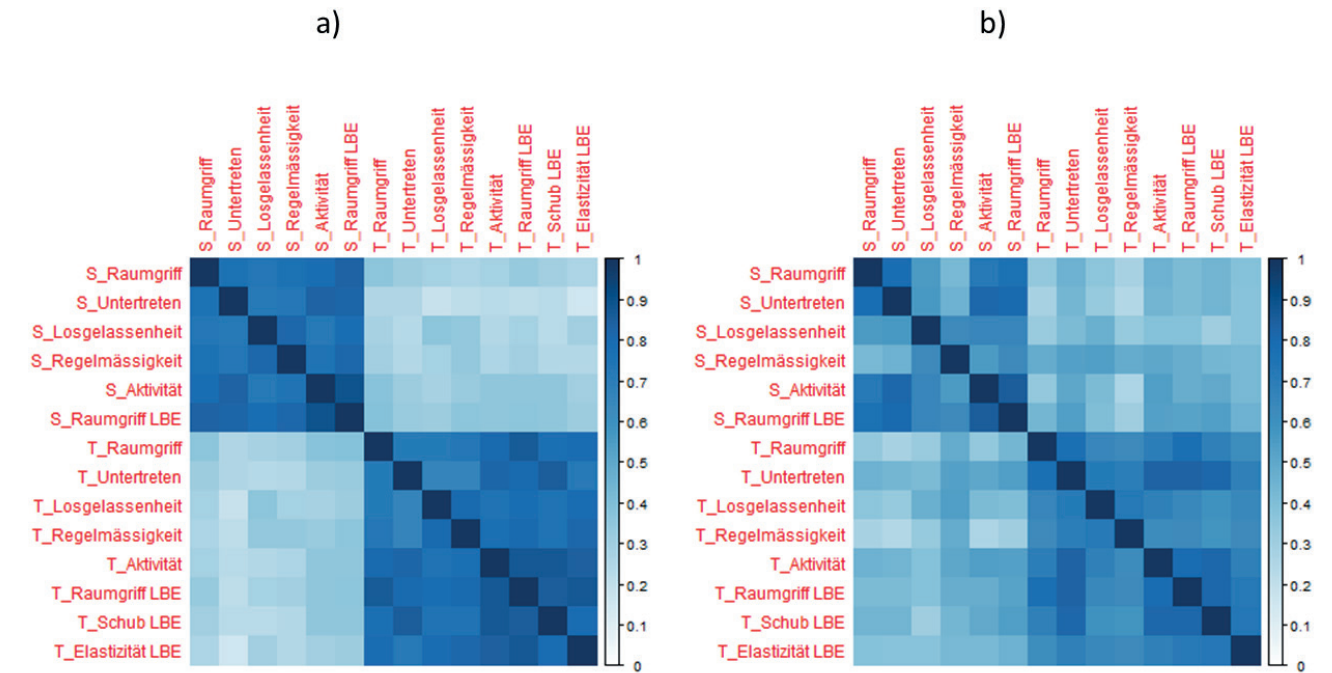 a)
b)
S_Raumgriff
S_Untertreten
S_Losgelassenheit
S_Regelmässigkeit
S_Aktivität
S_Raumgriff LBE
T_Raumgriff
T_Untertreten
T_Losgelassenheit
T_Regelmässigkeit
T_Aktivität
T_Raumgriff LBE
T_Schub LBE
T_Elastizität LBE
S_Raumgriff
S_Untertreten
S_Losgelassenheit
S_Regelmässigkeit
S_Aktivität
S_Raumgriff LBE
T_Raumgriff
T_Untertreten
T_Losgelassenheit
T_Regelmässigkeit
T_Aktivität
T_Raumgriff LBE
T_Schub LBE
T_Elastizität LBE
1
0.9
0.8
0.7
0.6
0.5
0.4
0.3
0.2
0.1
0
S_Raumgriff
S_Untertreten
S_Losgelassenheit
S_Regelmässigkeit
S_Aktivität
S_Raumgriff LBE
T_Raumgriff
T_Untertreten
T_Losgelassenheit
T_Regelmässigkeit
T_Aktivität
T_Raumgriff LBE
T_Schub LBE
T_Elastizität LBE
S_Raumgriff
S_Untertreten
S_Losgelassenheit
S_Regelmässigkeit
S_Aktivität
S_Raumgriff LBE
T_Raumgriff
T_Untertreten
T_Losgelassenheit
T_Regelmässigkeit
T_Aktivität
T_Raumgriff LBE
T_Schub LBE
T_Elastizität LBE
1
0.9
0.8
0.7
0.6
0.5
0.4
0.3
0.2
0.1
0